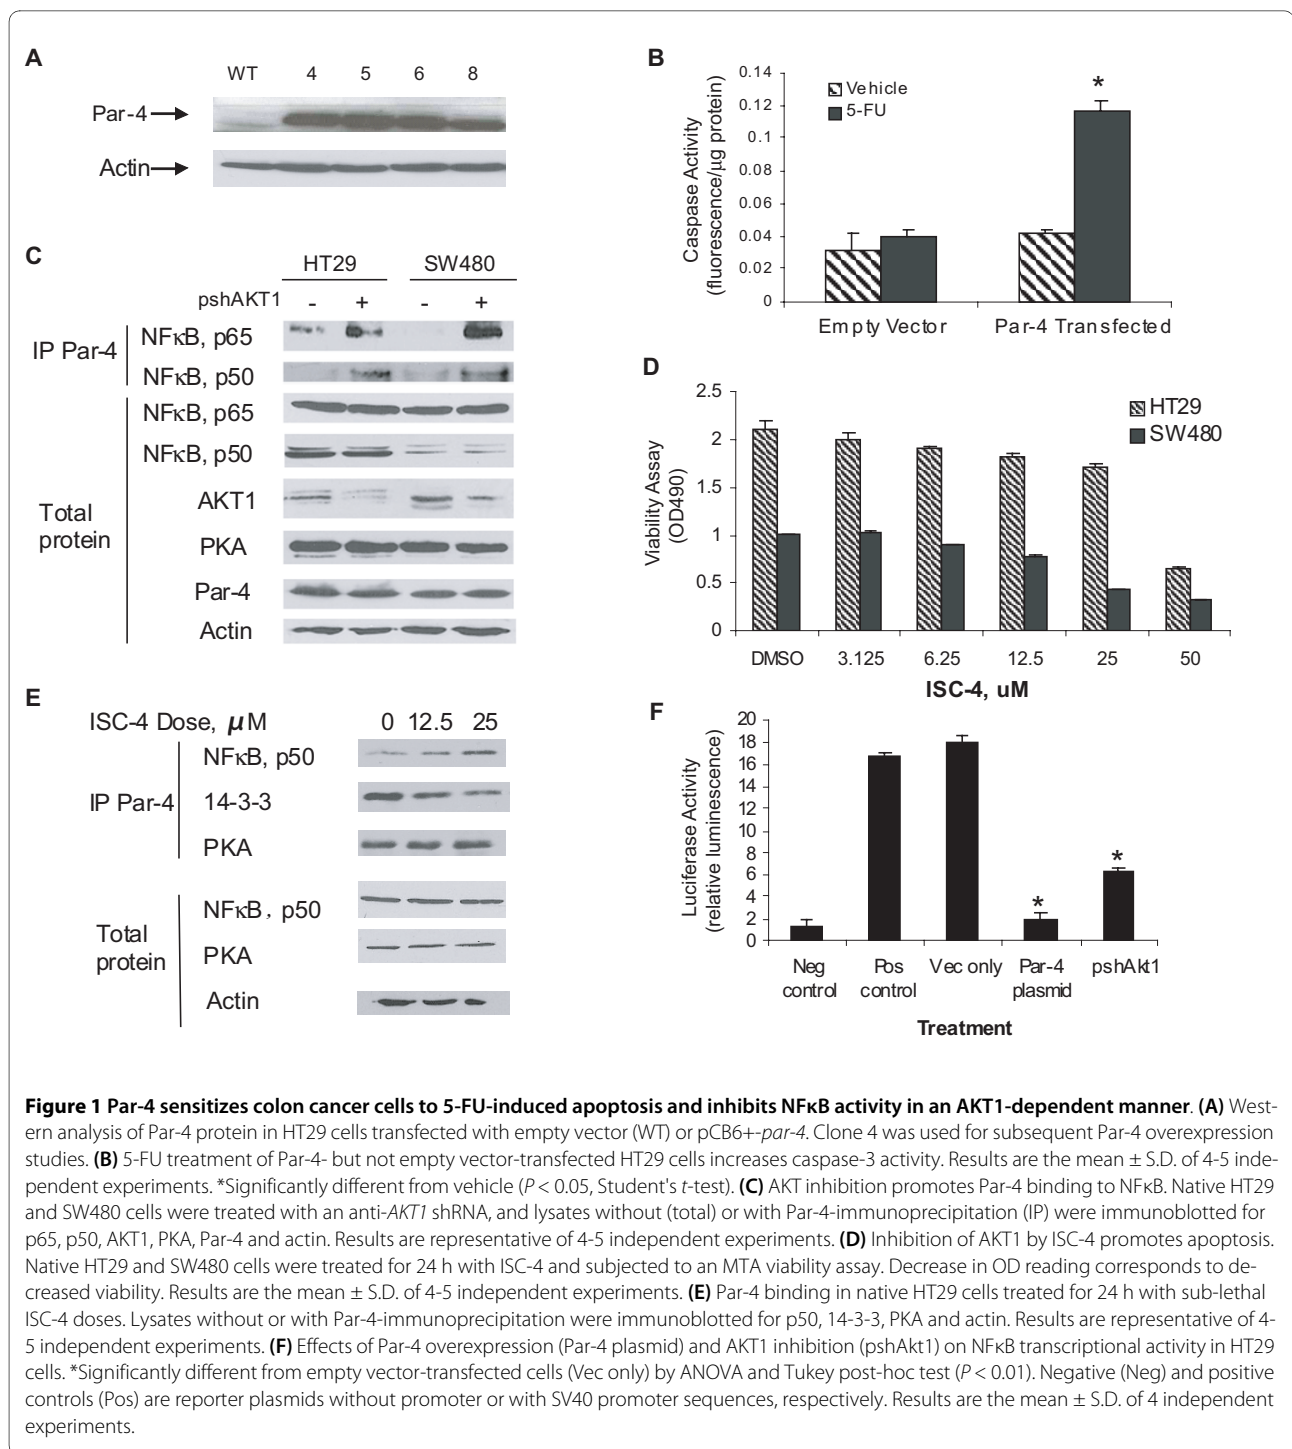 A
WT 4 5 6 8
Par-4
Actin
B
0.14
0.12
0.1
0.08
0.06
0.04
0.02
0
Caspase Activity
(fluorescence/µg protein)
Vehicle
5-FU
*
Empty Vector Par-4 Transfected
C
HT29 SW480
pshAKT1 - + - +
IP Par-4
NFκB, p65
NFκB, p50
Total
protein
NFκB, p65
NFκB, p50
AKT1
PKA
Par-4
Actin
D
2.5
2
1.5
1
0.5
0
Viability Assay
(OD490)
HT29
SW480
DMSO 3.125 6.25 12.5 25 50
ISC-4, uM
E
ISC-4 Dose, µM 0 12.5 25
IP Par-4
NFκB, p50
14-3-3
PKA
Total
protein
NFκB, p50
PKA
Actin
F
20
18
16
14
12
10
8
6
4
2
0
Luciferase Activity
(relative luminescence)
*
*
Neg control
Pos control
Vec only
Par-4 plasmid
pshAkt1
Treatment
Figure 1 Par-4 sensitizes colon cancer cells to 5-FU-induced apoptosis and inhibits NFκB activity in an AKT1-dependent manner. (A) West-
ern analysis of Par-4 protein in HT29 cells transfected with empty vector (WT) or pCB6+-par-4. Clone 4 was used for subsequent Par-4 overexpression
studies. (B) 5-FU treatment of Par-4- but not empty vector-transfected HT29 cells increases caspase-3 activity. Results are the mean ± S.D. of 4-5 inde-
pendent experiments. *Significantly different from vehicle (P < 0.05, Student's t-test). (C) AKT inhibition promotes Par-4 binding to NFκB. Native HT29
and SW480 cells were treated with an anti-AKT1 shRNA, and lysates without (total) or with Par-4-immunoprecipitation (IP) were immunoblotted for
p65, p50, AKT1, PKA, Par-4 and actin. Results are representative of 4-5 independent experiments. (D) Inhibition of AKT1 by ISC-4 promotes apoptosis.
Native HT29 and SW480 cells were treated for 24 h with ISC-4 and subjected to an MTA viability assay. Decrease in OD reading corresponds to de-
creased viability. Results are the mean ± S.D. of 4-5 independent experiments. (E) Par-4 binding in native HT29 cells treated for 24 h with sub-lethal
ISC-4 doses. Lysates without or with Par-4-immunoprecipitation were immunoblotted for p50, 14-3-3, PKA and actin. Results are representative of 4-
5 independent experiments. (F) Effects of Par-4 overexpression (Par-4 plasmid) and AKT1 inhibition (pshAkt1) on NFκB transcriptional activity in HT29
cells. *Significantly different from empty vector-transfected cells (Vec only) by ANOVA and Tukey post-hoc test (P < 0.01). Negative (Neg) and positive
controls (Pos) are reporter plasmids without promoter or with SV40 promoter sequences, respectively. Results are the mean ± S.D. of 4 independent
experiments.